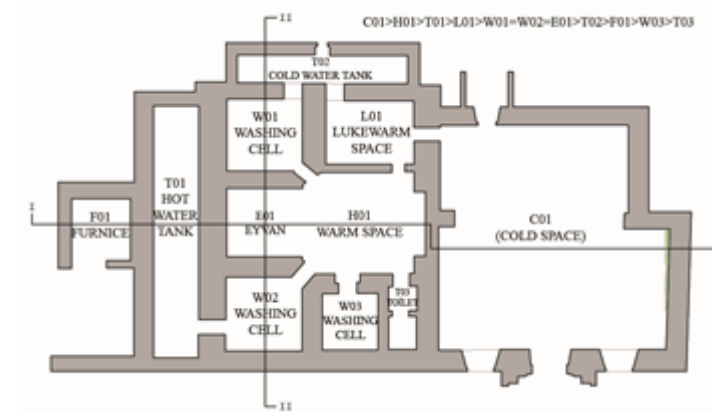 II
C01>H01>T01>L01>W01=W02=E01>T02>F01>W03>T03
T02
COLD WATER TANK
W01
WASHING
CELL
L01
LUKEWARM
SPACE
T01
HOT
WATER
TANK
I
F01
FURNICE
E01
EYVAN
H01
WARM SPACE
C01
(COLD SPACE)
W02
WASHING
CELL
W03
WASHING
CELL
T03
TOILET
II